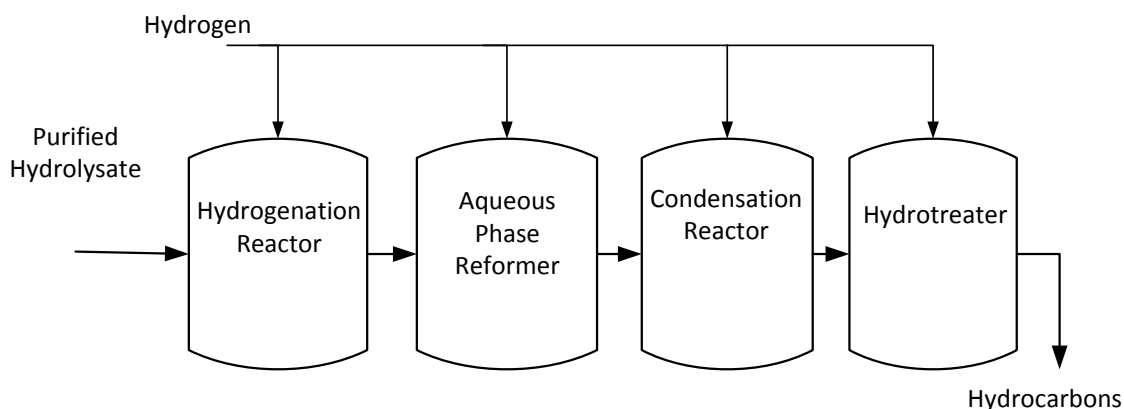 Hydrogen
Purified
Hydrolysate
Hydrogenation
Reactor
Aqueous
Phase
Reformer
Condensation
Reactor
Hydrotreater
Hydrocarbons